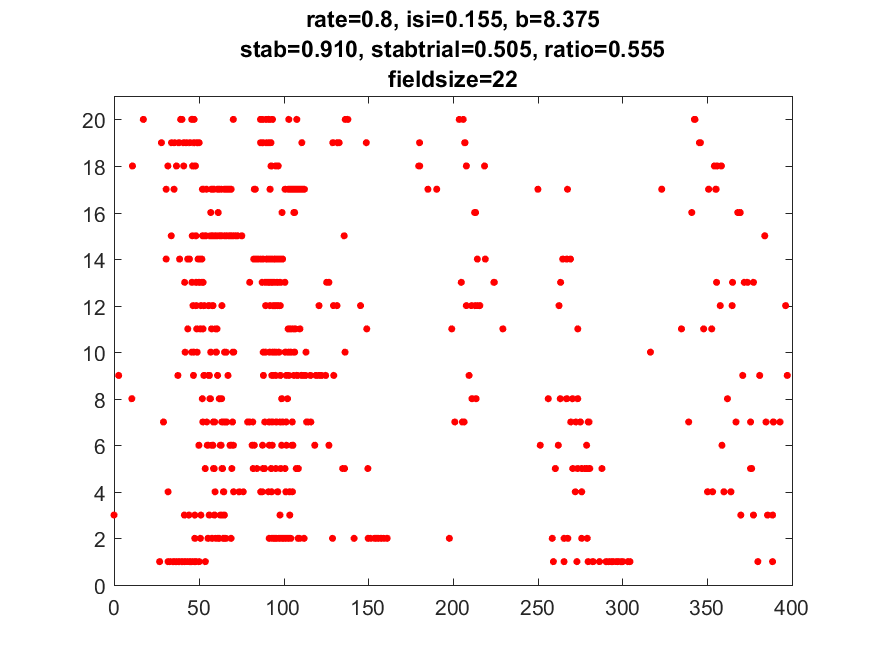 rate=0.8, isi=0.155, b=8.375
stab=0.910, stabtrial=0.505, ratio=0.555
fieldsize=22
20
18
16
14
12
10
8
6
4
2
0
0 50 100 150 200 250 300 350 400